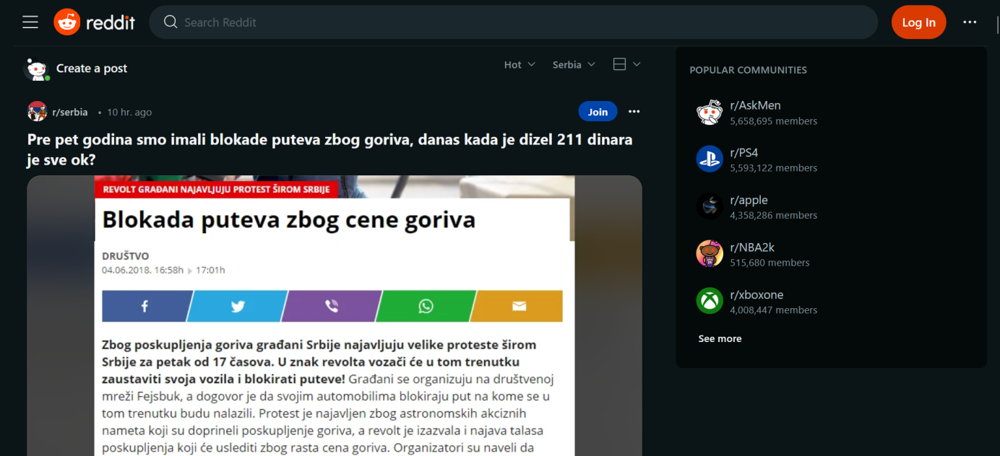 reddit
Search Reddit
Log In
Create a post
Hot
Serbia
r/serbia • 10 hr. ago
Join
Pre pet godina smo imali blokade puteva zbog goriva, danas kada je dizel 211 dinara
je sve ok?
REVOLT GRAĐANI NAJAVLJUJU PROTEST ŠIROM SRBIJE
Blokada puteva zbog cene goriva
DRUŠTVO
04.06.2018. 16:58h 17:01h
Zbog poskupljenja goriva građani Srbije najavljuju velike proteste širom
Srbije za petak od 17 časova. U znak revolta vozači će u tom trenutku
zaustaviti svoja vozila i blokirati puteve! Građani se organizuju na društvenoj
mreži Fejsbuk, a dogovor je da svojim automobilima blokiraju put na kome se u
tom trenutku budu nalazili. Protest je najavljen zbog astronomskih akciznih
nameta koji su doprineli poskupljenje goriva, a revolt je izazvala i najava talasa
poskupljenja koji će uslediti zbog rasta cena goriva. Organizatori su naveli da
POPULAR COMMUNITIES
r/AskMen
5,658,695 members
r/PS4
5,593,122 members
r/apple
4,358,286 members
r/NBA2k
515,680 members
r/xboxone
4,008,447 members
See more